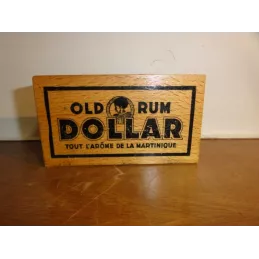 OLD RUM
DOLLAR
TOUT L'ARÔME DE LA MARTINIQUE